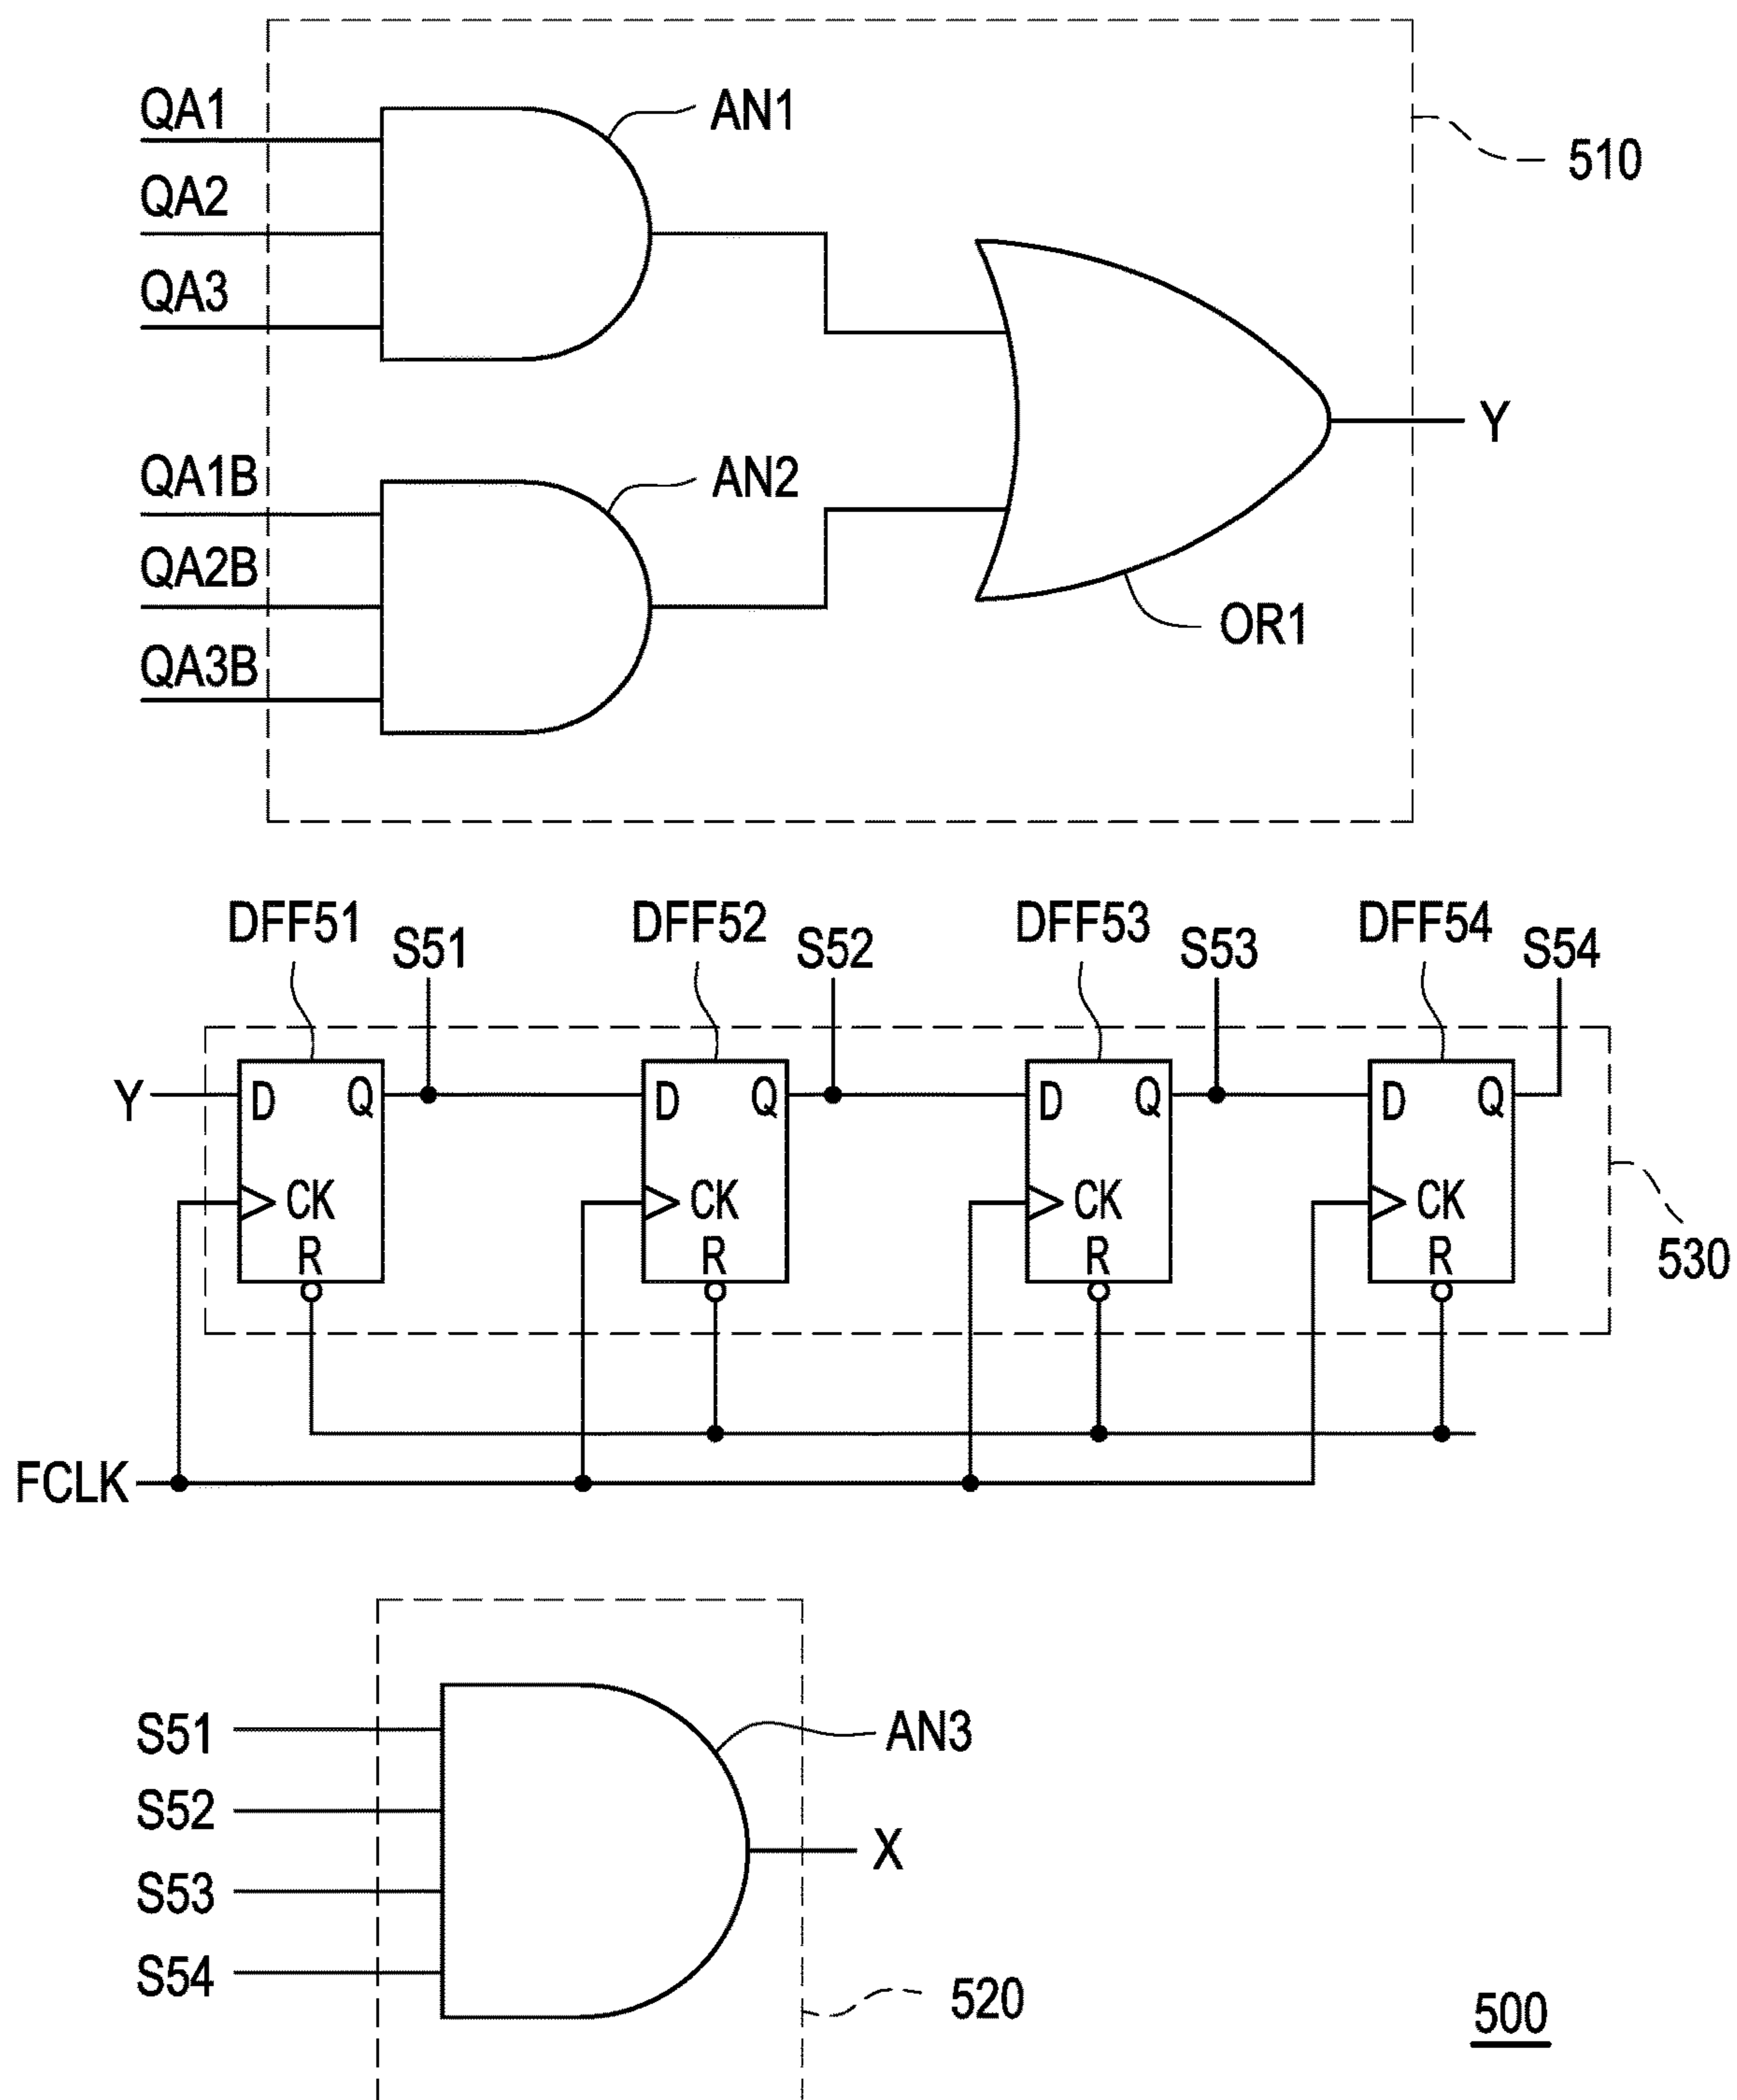 QA1
AN1
510
QA2
QA3
Y
QA1B
AN2
QA2B
OR1
QA3B
DFF51
S51
DFF52
S52
DFF53
S53
DFF54
S54
Y
D Q
D Q
D Q
D Q
CK
CK
CK
CK
R
R
R
R
530
FCLK
S51
AN3
S52
X
S53
S54
520
500